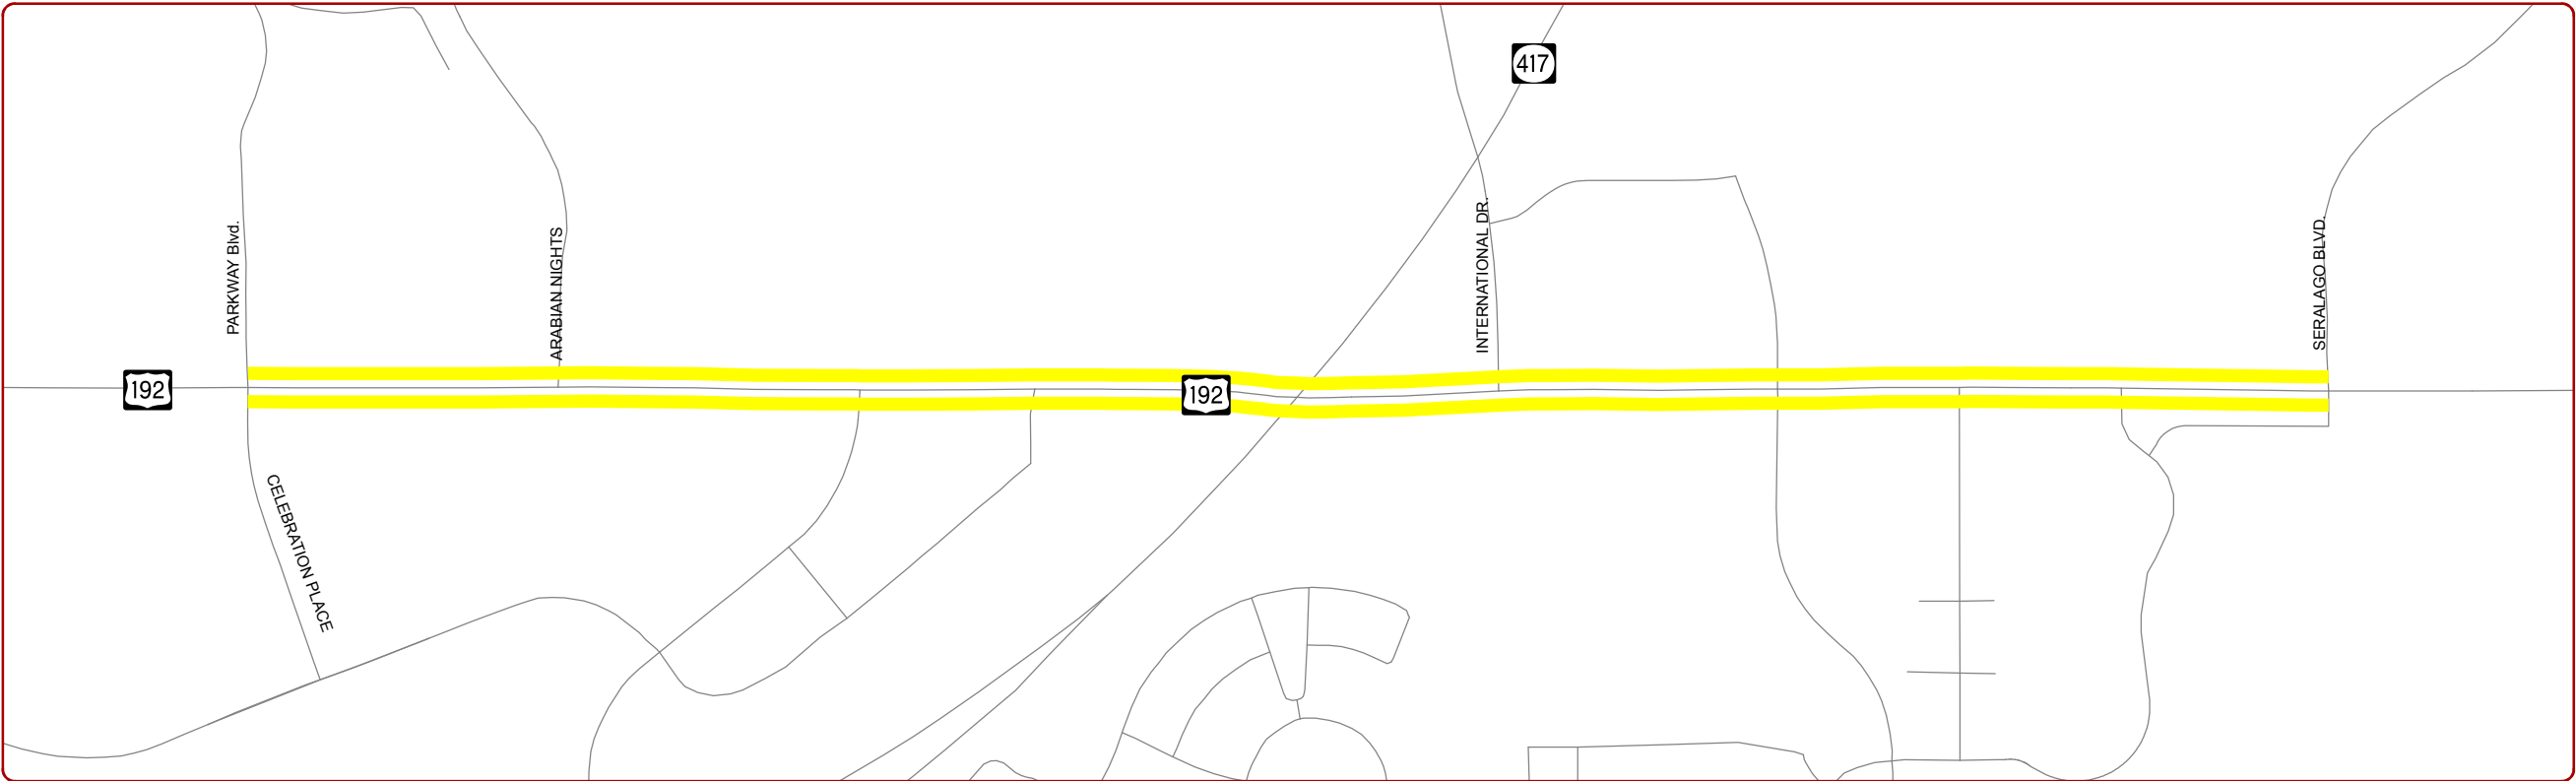 417
PARKWAY Blvd.
ARABIAN NIGHTS
INTERNATIONAL DR.
SERALAGO BLVD.
192
192
CELEBRATION PLACE